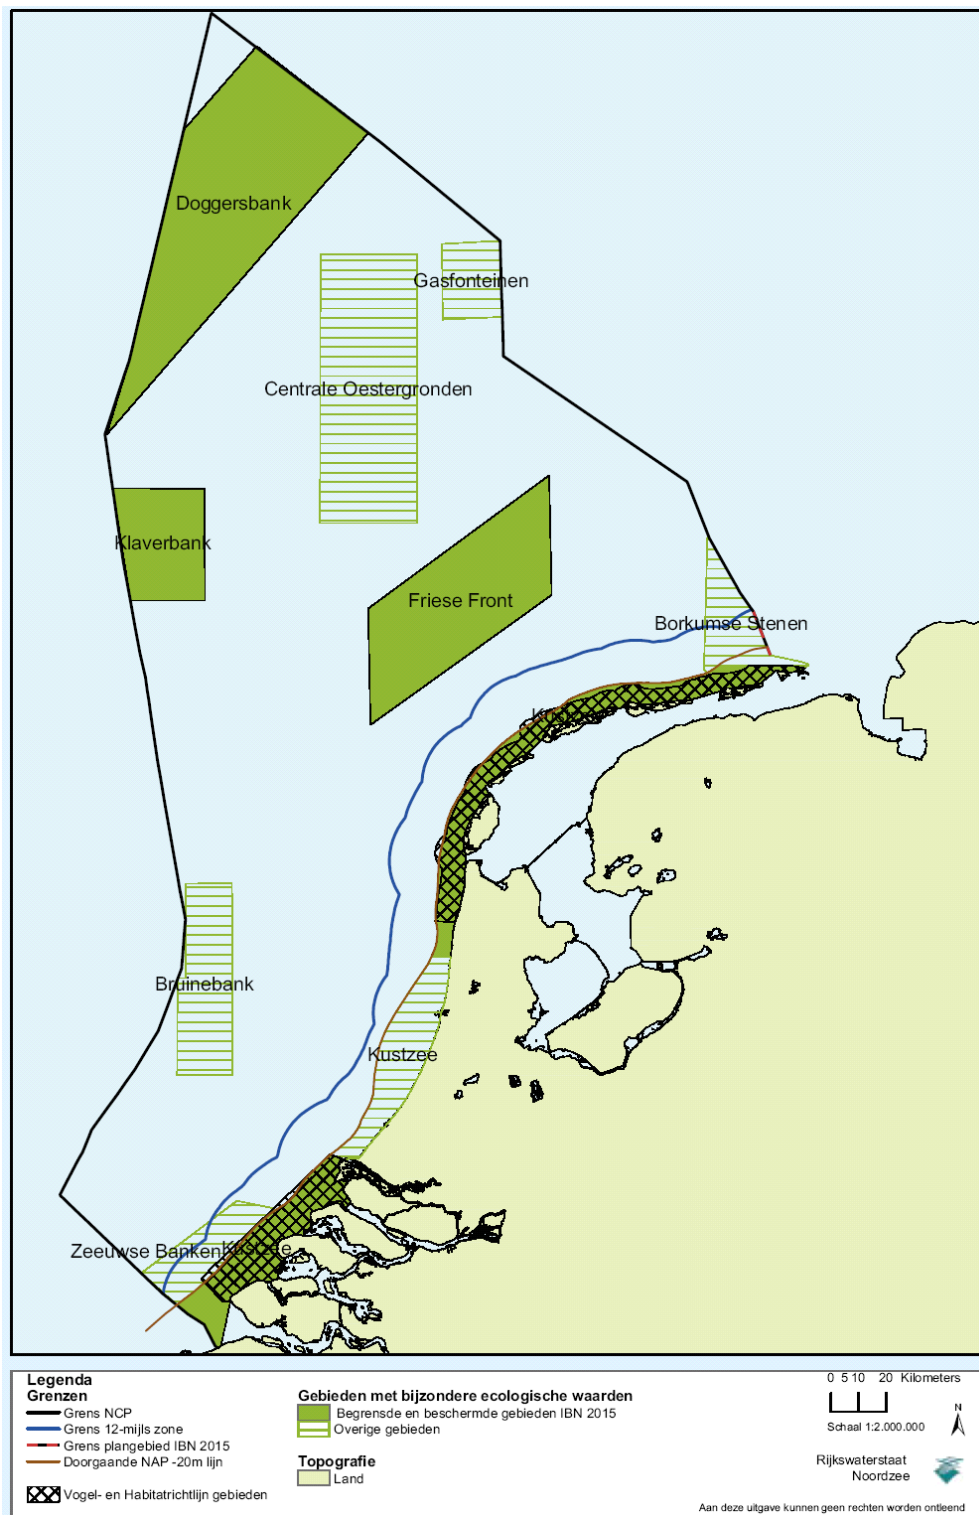 Doggersbank
Gasfonteinen
Centrale Oestergronden
Klaverbank
Friese Front
Borkumse Stenen
Kustzee
Bruinebank
Kustzee
Zeeuwse Banken
Kustzee
Legenda
Grenzen
Grens NCP
Grens 12-mijls zone
Grens plangebied IBN 2015
Doorgaande NAP -20m lijn
Vogel- en Habitatrichtlijn gebieden
Gebieden met bijzondere ecologische waarden
Begrensde en beschermde gebieden IBN 2015
Overige gebieden
Topografie
Land
0 5 10 20 Kilometers
Schaal 1:2.000.000
N
Rijkswaterstaat
Noordzee
Aan deze uitgave kunnen geen rechten worden ontleend